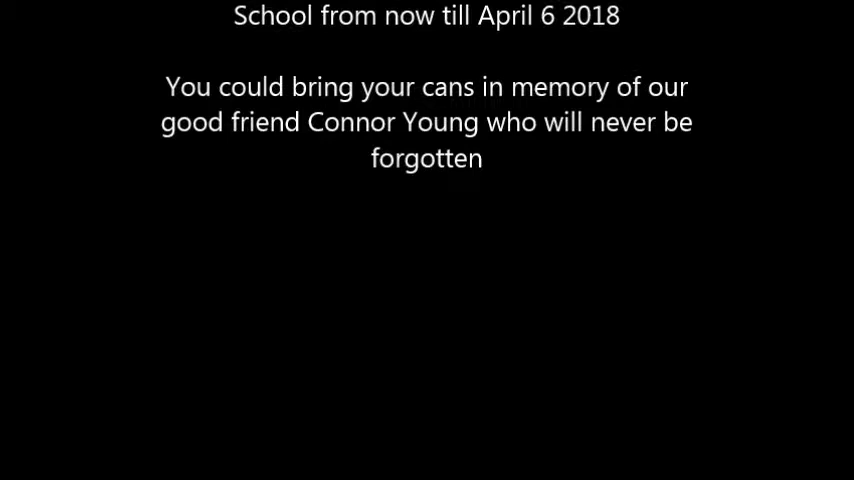 School from now till April 6 2018
You could bring your cans in memory of our
good friend Connor Young who will never be
forgotten